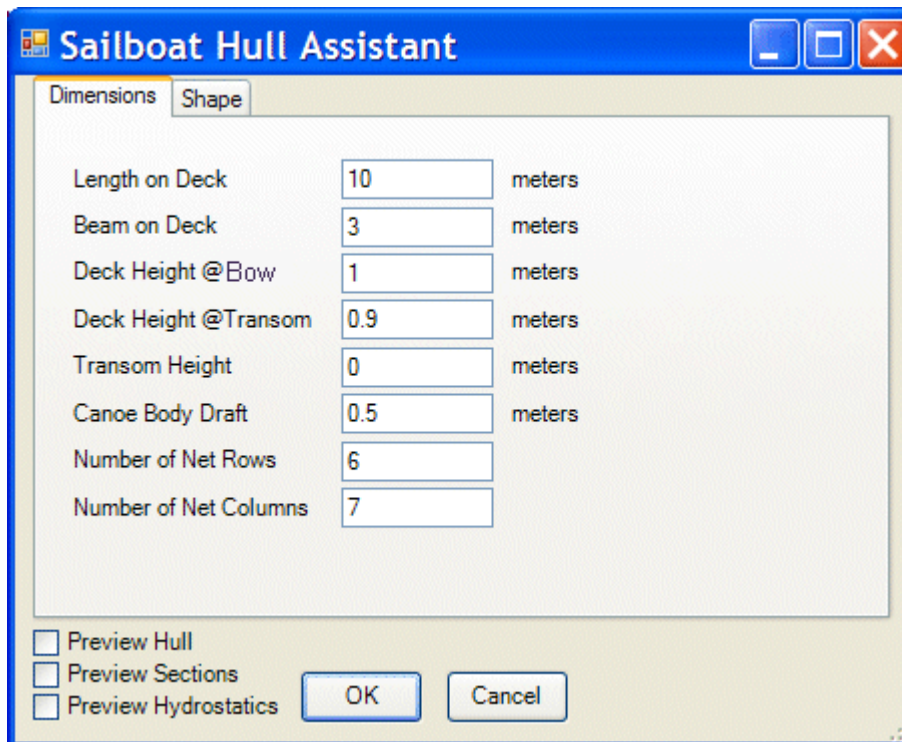 Sailboat Hull Assistant
Dimensions Shape
Length on Deck 10 meters
Beam on Deck 3 meters
Deck Height @Bow 1 meters
Deck Height @Transom 0.9 meters
Transom Height 0 meters
Canoe Body Draft 0.5 meters
Number of Net Rows 6
Number of Net Columns 7
Preview Hull
Preview Sections
Preview Hydrostatics
OK Cancel